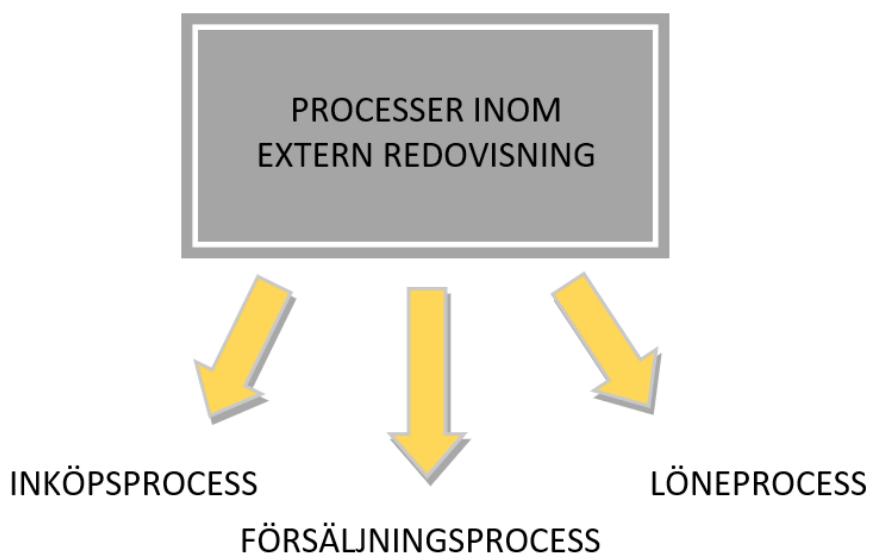 PROCESSER INOM
EXTERN REDOVISNING
INKÖPSPROCESS
FÖRSÄLJNINGSPROCESS
LÖNEPROCESS